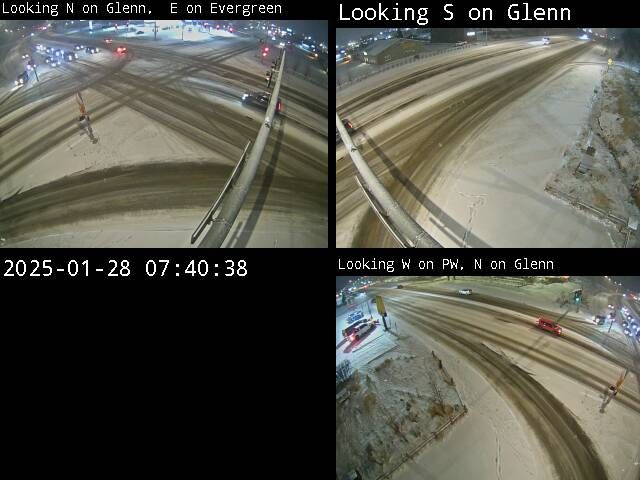 Looking N on Glenn,  E on Evergreen
Looking S on Glenn
2025-01-28 07:40:38
Looking W on PW, N on Glenn